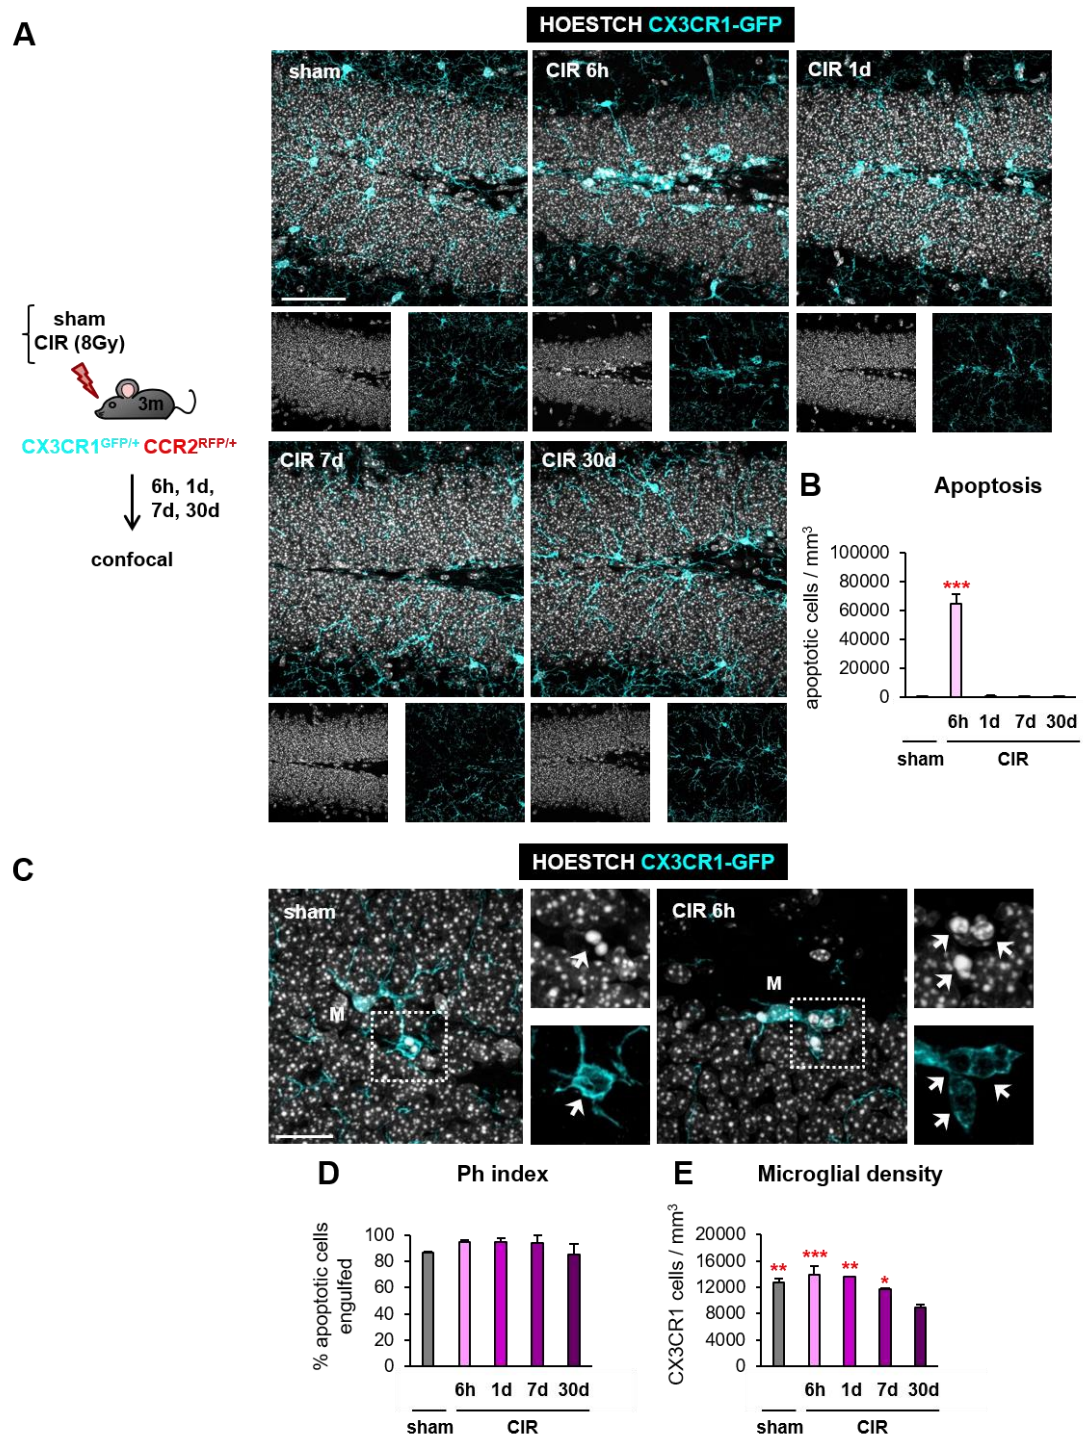 A
HOESTCH CX3CR1-GFP
sham
CIR 6h
CIR 1d
sham
CIR (8Gy)
3m
CX3CR1GFP/+ CCR2RFP/+
6h, 1d,
7d, 30d
confocal
CIR 7d
CIR 30d
B
Apoptosis
apoptotic cells / mm3
100000
80000
60000
40000
20000
0
***
6h 1d 7d 30d
sham CIR
C
HOESTCH CX3CR1-GFP
sham
M
CIR 6h
M
D
Ph index
% apoptotic cells
engulfed
100
80
60
40
20
0
6h 1d 7d 30d
sham CIR
E
Microglial density
CX3CR1 cells / mm3
20000
16000
12000
8000
4000
0
** *** ** *
6h 1d 7d 30d
sham CIR